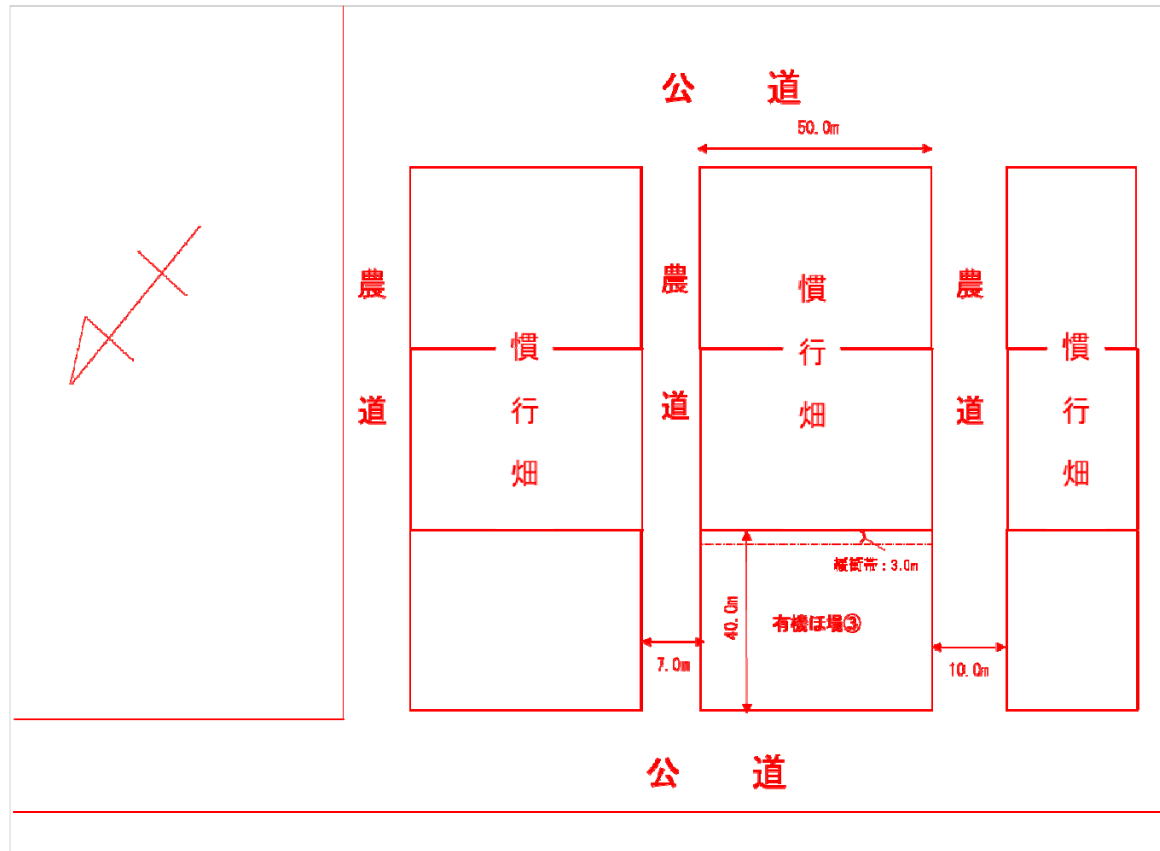 公 道
50.0m
農 道
慣行畑
農 道
慣行畑
農 道
慣行畑
緩衝帯：3.0m
40.0m
有機ほ場③
7.0m
10.0m
公 道